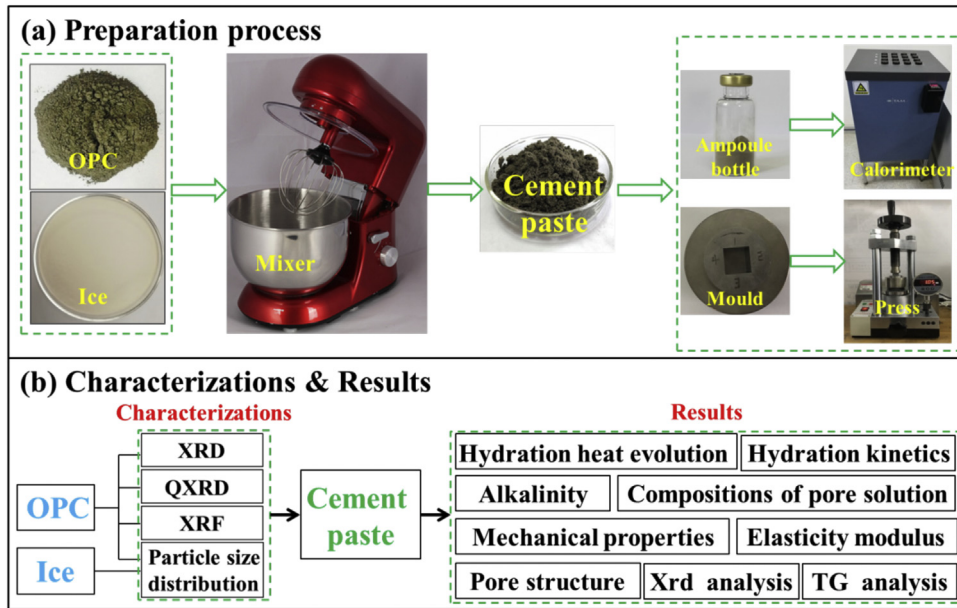 (a) Preparation process
OPC
Ice
Mixer
Cement
paste
Ampoule
bottle
Calorimeter
Mould
Press
(b) Characterizations & Results
Characterizations
Results
OPC
Ice
XRD
QXRD
XRF
Particle size
distribution
Cement
paste
Hydration heat evolution
Hydration kinetics
Alkalinity
Compositions of pore solution
Mechanical properties
Elasticity modulus
Pore structure
Xrd analysis
TG analysis